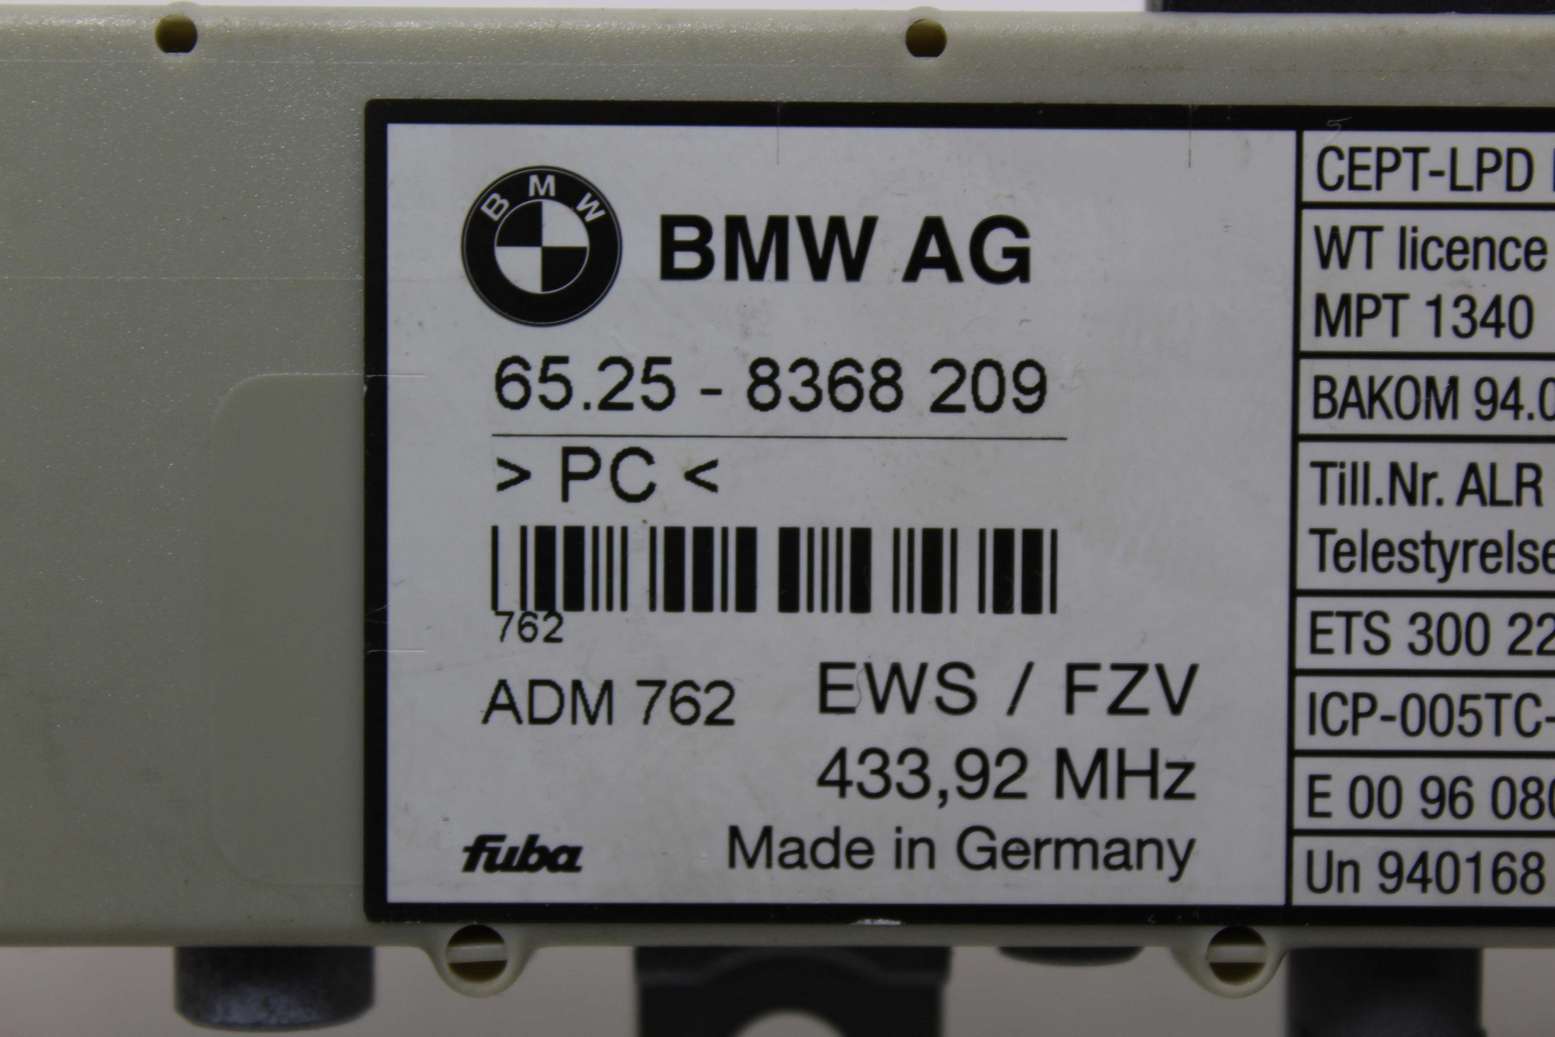 BMW
BMW AG
65.25 - 8368 209
> PC <
762
ADM 762
EWS / FZV
433,92 MHz
fuba
Made in Germany
CEPT-LPD
WT licence
MPT 1340
BAKOM 94.0
Till.Nr. ALR
Telestyrelse
ETS 300 22
ICP-005TC-
E 00 96 080
Un 940168